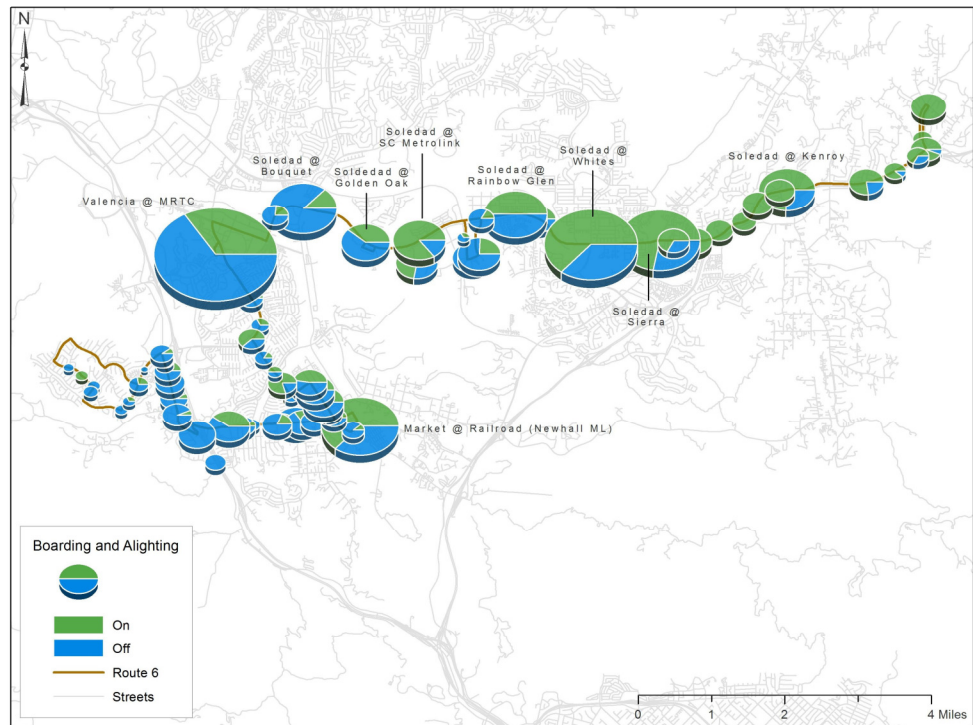 N
Soledad @
SC Metrolink
Soledad @
Bouquet
Soledad @
Golden Oak
Soledad @
Rainbow Glen
Soledad @
Whites
Soledad @ Kenroy
Valencia @ MRTC
Soledad @
Sierra
Market @ Railroad (Newhall ML)
Boarding and Alighting
On
Off
Route 6
Streets
0 1 2 4 Miles